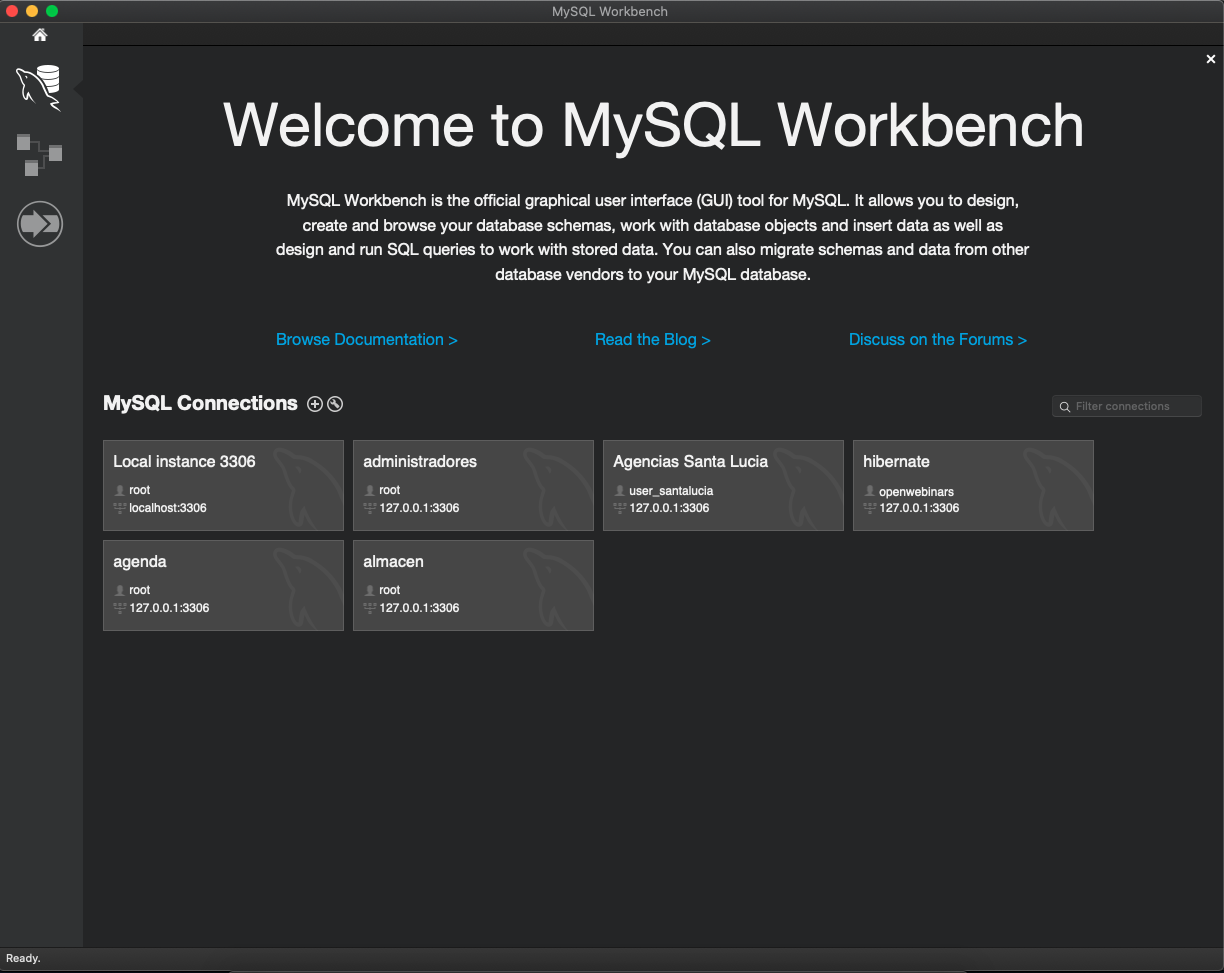 MySQL Workbench
Welcome to MySQL Workbench
MySQL Workbench is the official graphical user interface (GUI) tool for MySQL. It allows you to design,
create and browse your database schemas, work with database objects and insert data as well as
design and run SQL queries to work with stored data. You can also migrate schemas and data from other
database vendors to your MySQL database.
Browse Documentation >
Read the Blog >
Discuss on the Forums >
MySQL Connections
Filter connections
Local instance 3306
root
localhost:3306
administradores
root
127.0.0.1:3306
Agencias Santa Lucia
user_santalucia
127.0.0.1:3306
hibernate
openwebinars
127.0.0.1:3306
agenda
root
127.0.0.1:3306
almacen
root
127.0.0.1:3306
Ready.